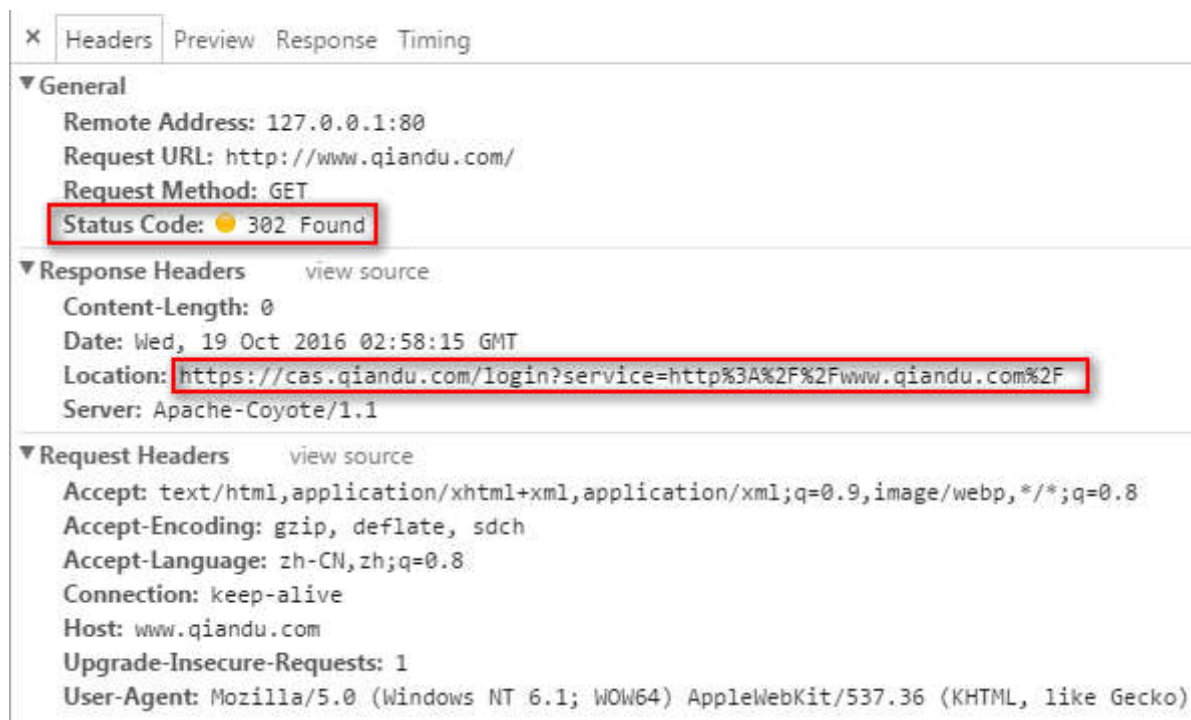 × Headers Preview Response Timing
▼General
Remote Address: 127.0.0.1:80
Request URL: http://www.qiandu.com/
Request Method: GET
Status Code: 302 Found
▼Response Headers view source
Content-Length: 0
Date: Wed, 19 Oct 2016 02:58:15 GMT
Location: https://cas.qiandu.com/login?service=http%3A%2F%2Fwww.qiandu.com%2F
Server: Apache-Coyote/1.1
▼Request Headers view source
Accept: text/html,application/xhtml+xml,application/xml;q=0.9,image/webp,*/*;q=0.8
Accept-Encoding: gzip, deflate, sdch
Accept-Language: zh-CN,zh;q=0.8
Connection: keep-alive
Host: www.qiandu.com
Upgrade-Insecure-Requests: 1
User-Agent: Mozilla/5.0 (Windows NT 6.1; WOW64) AppleWebKit/537.36 (KHTML, like Gecko)